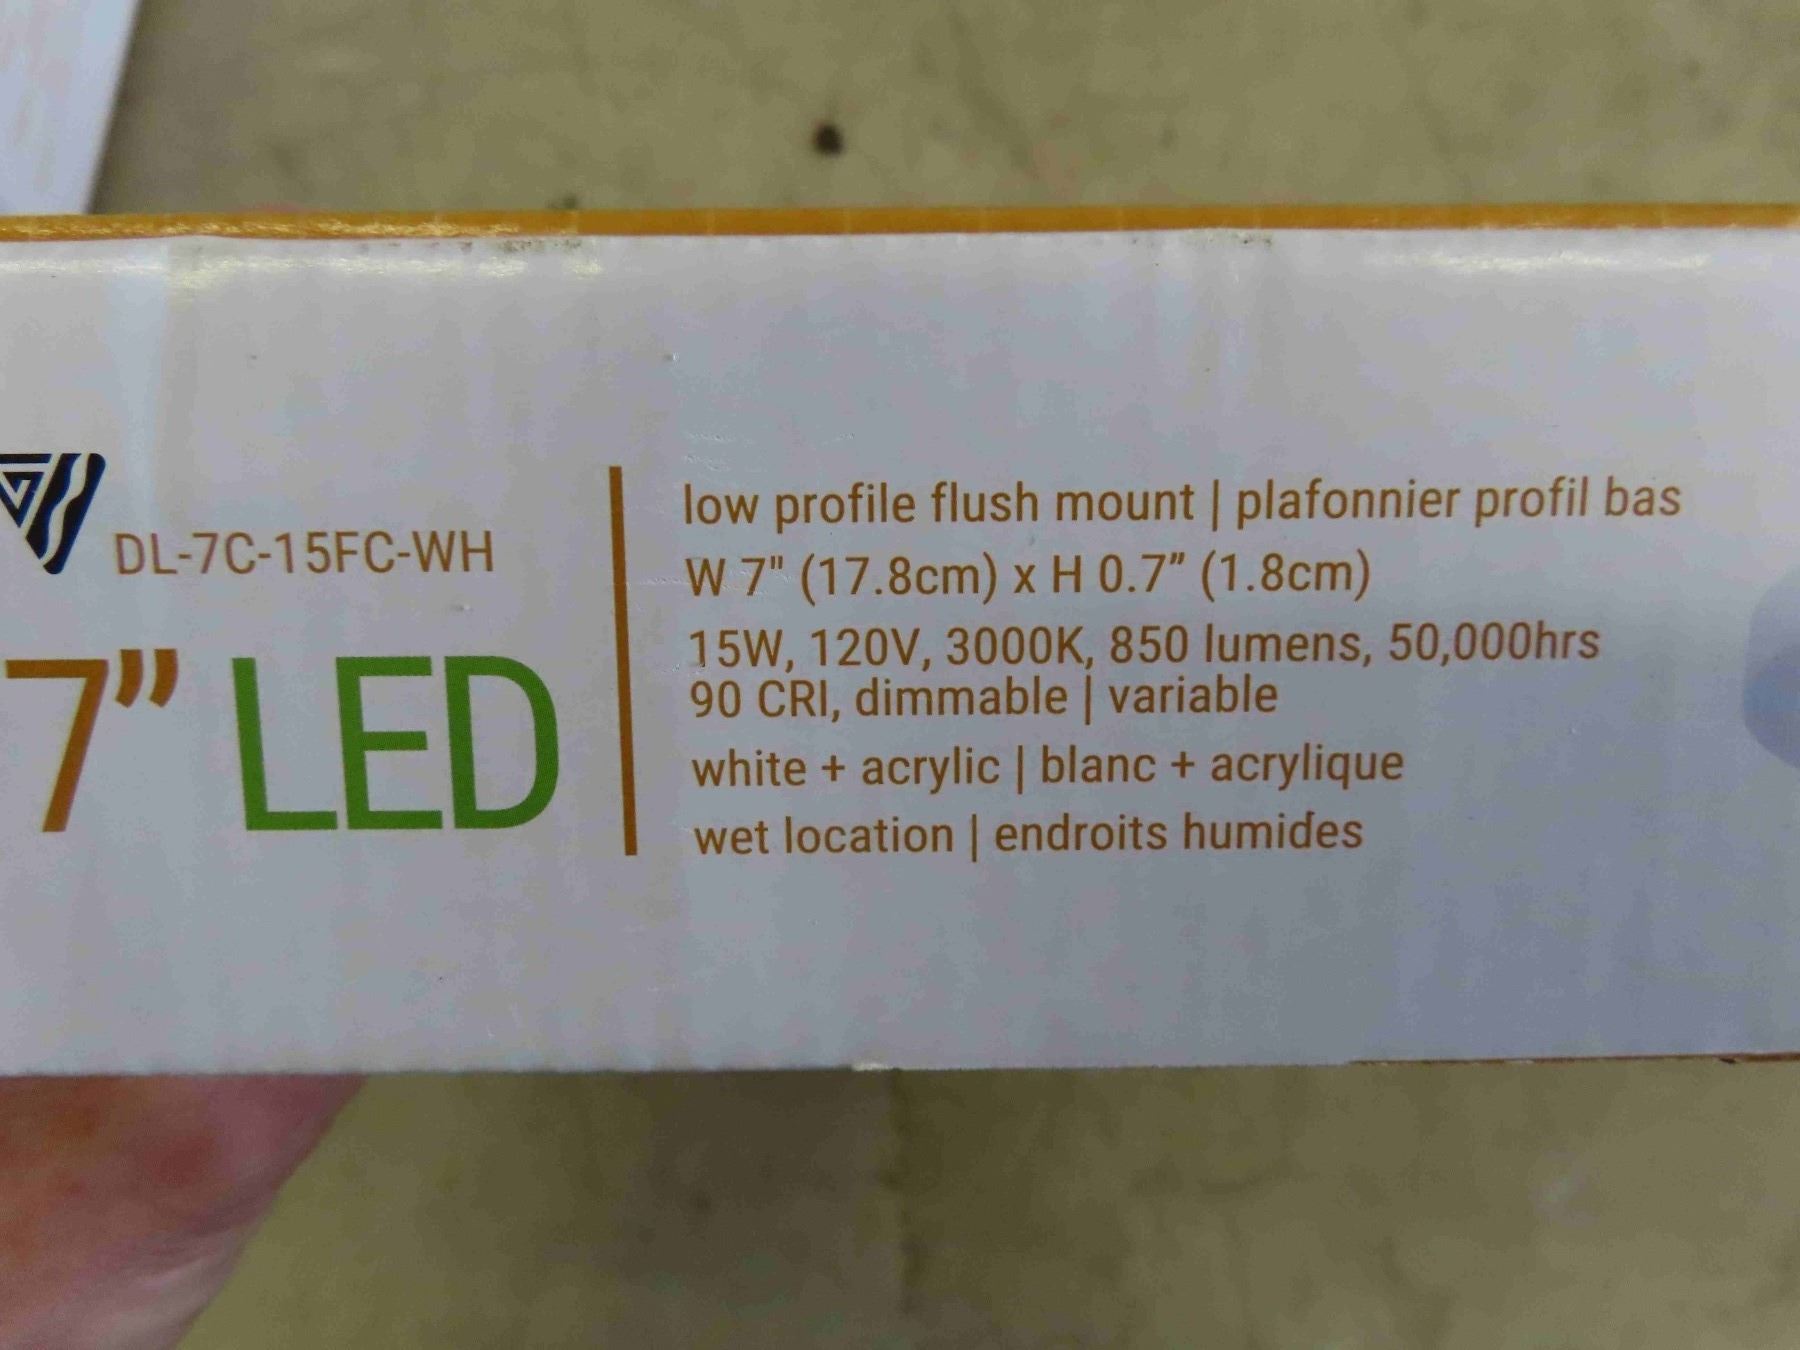 DL-7C-15FC-WH
7” LED
low profile flush mount | plafonnier profil bas
W 7" (17.8cm) x H 0.7” (1.8cm)
15W, 120V, 3000K, 850 lumens, 50,000hrs
90 CRI, dimmable | variable
white + acrylic | blanc + acrylique
wet location | endroits humides